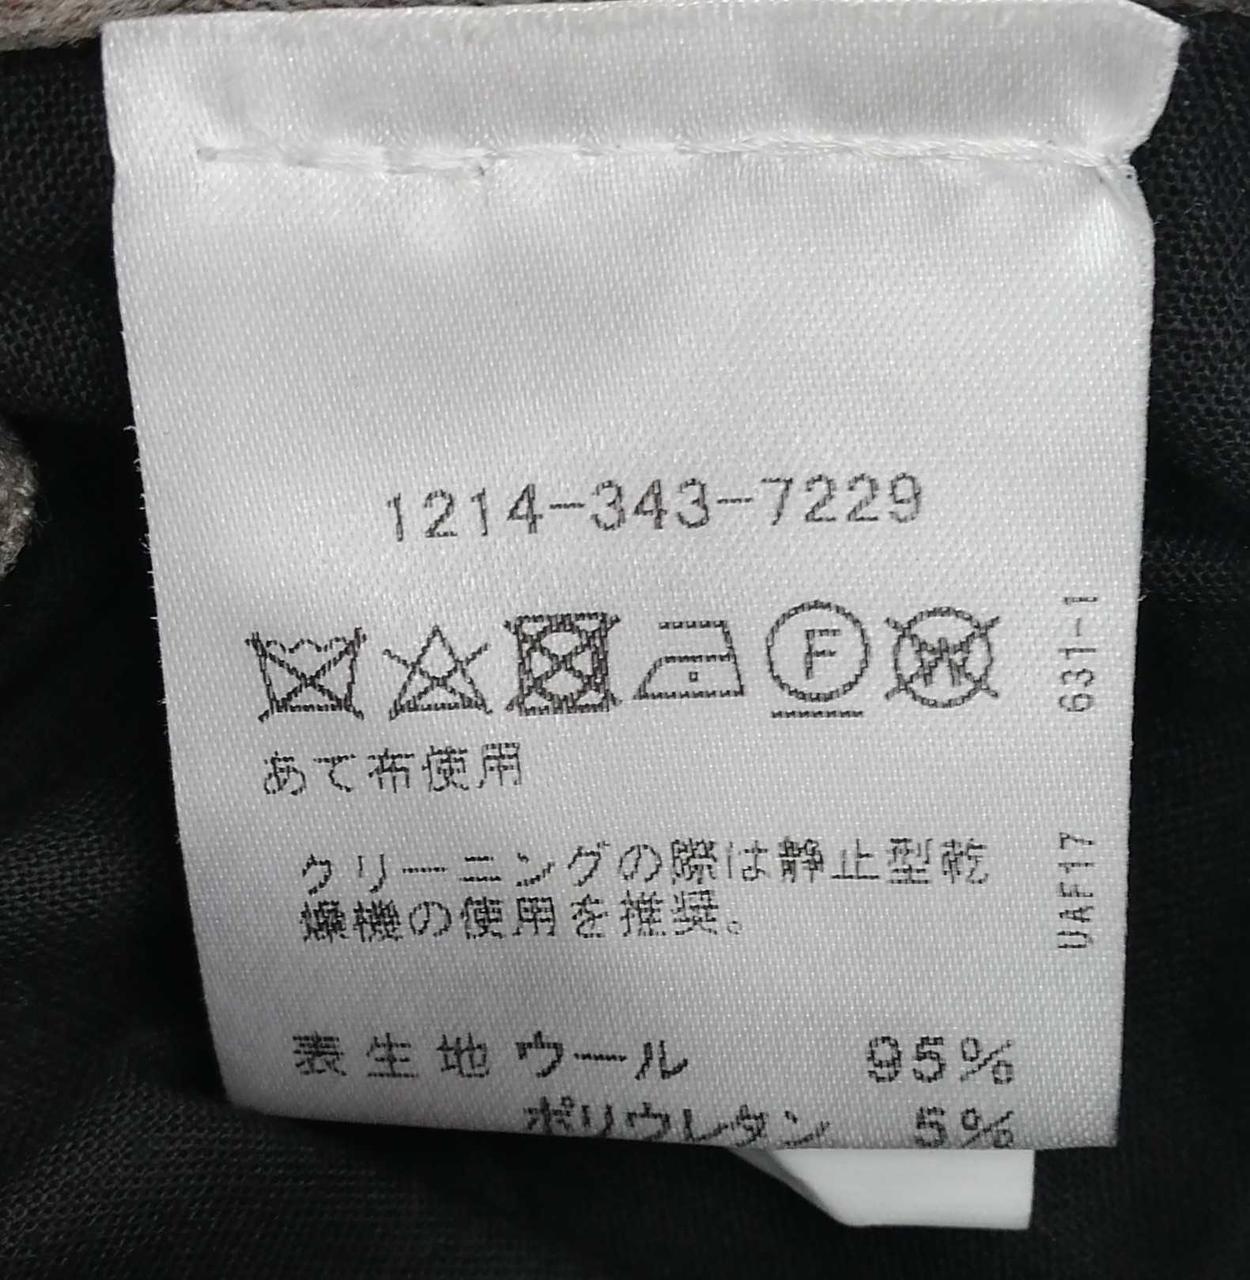 1214-343-7229
F W
あて布使用
クリーニングの際は静止型乾
燥機の使用を推奨。
表生地 ウール 95%
ポリウレタン 5%
631-1
UAF17